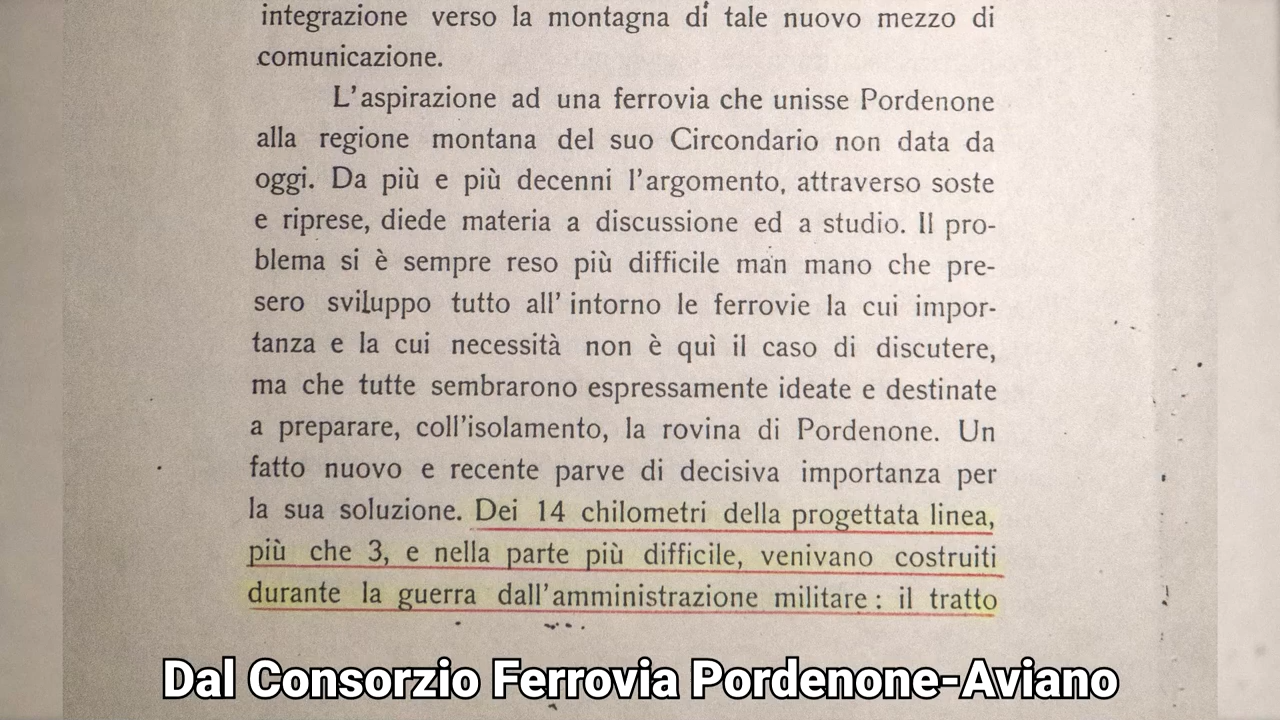 integrazione verso la montagna di tale nuovo mezzo di
comunicazione.
L'aspirazione ad una ferrovia che unisse Pordenone
alla regione montana del suo Circondario non data da
oggi. Da più e più decenni l'argomento, attraverso soste
e riprese, diede materia a discussione ed a studio. Il pro-
blema si è sempre reso più difficile man mano che pre-
sero sviluppo tutto all' intorno le ferrovie la cui impor-
tanza e la cui necessità non è quì il caso di discutere,
ma che tutte sembrarono espressamente ideate e destinate
a preparare, coll'isolamento, la rovina di Pordenone. Un
fatto nuovo e recente parve di decisiva importanza per
la sua soluzione. Dei 14 chilometri della progettata linea,
più che 3, e nella parte più difficile, venivano costruiti
durante la guerra dall'amministrazione militare : il tratto
Dal Consorzio Ferrovia Pordenone-Aviano